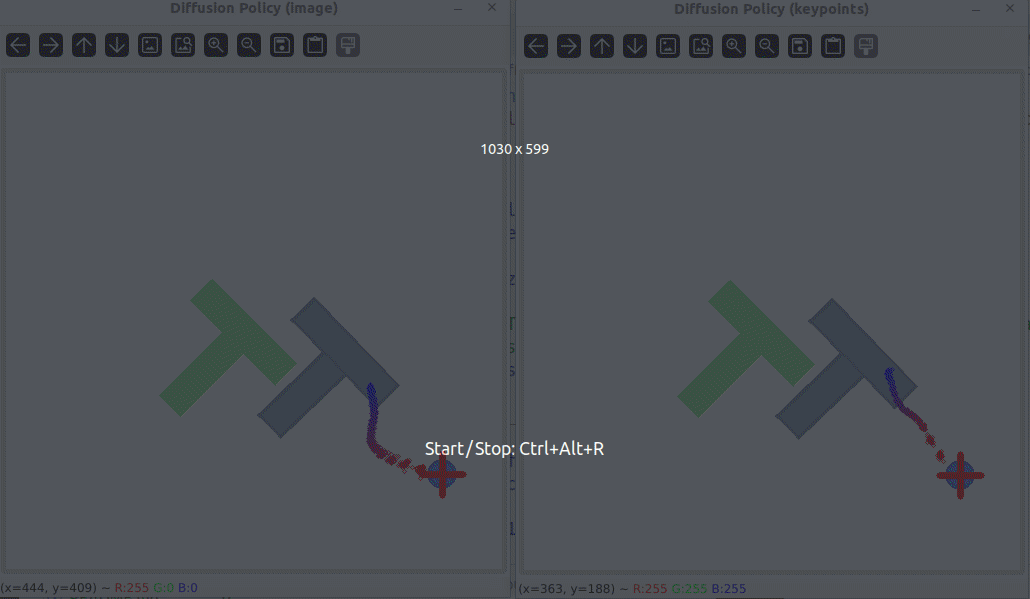 Diffusion Policy (image)
Diffusion Policy (keypoints)
1030 x 599
Start/Stop: Ctrl+Alt+R
(x=444, y=409) ~ R:255 G:0 B:0
(x=363, y=188) ~ R:255 G:255 B:255